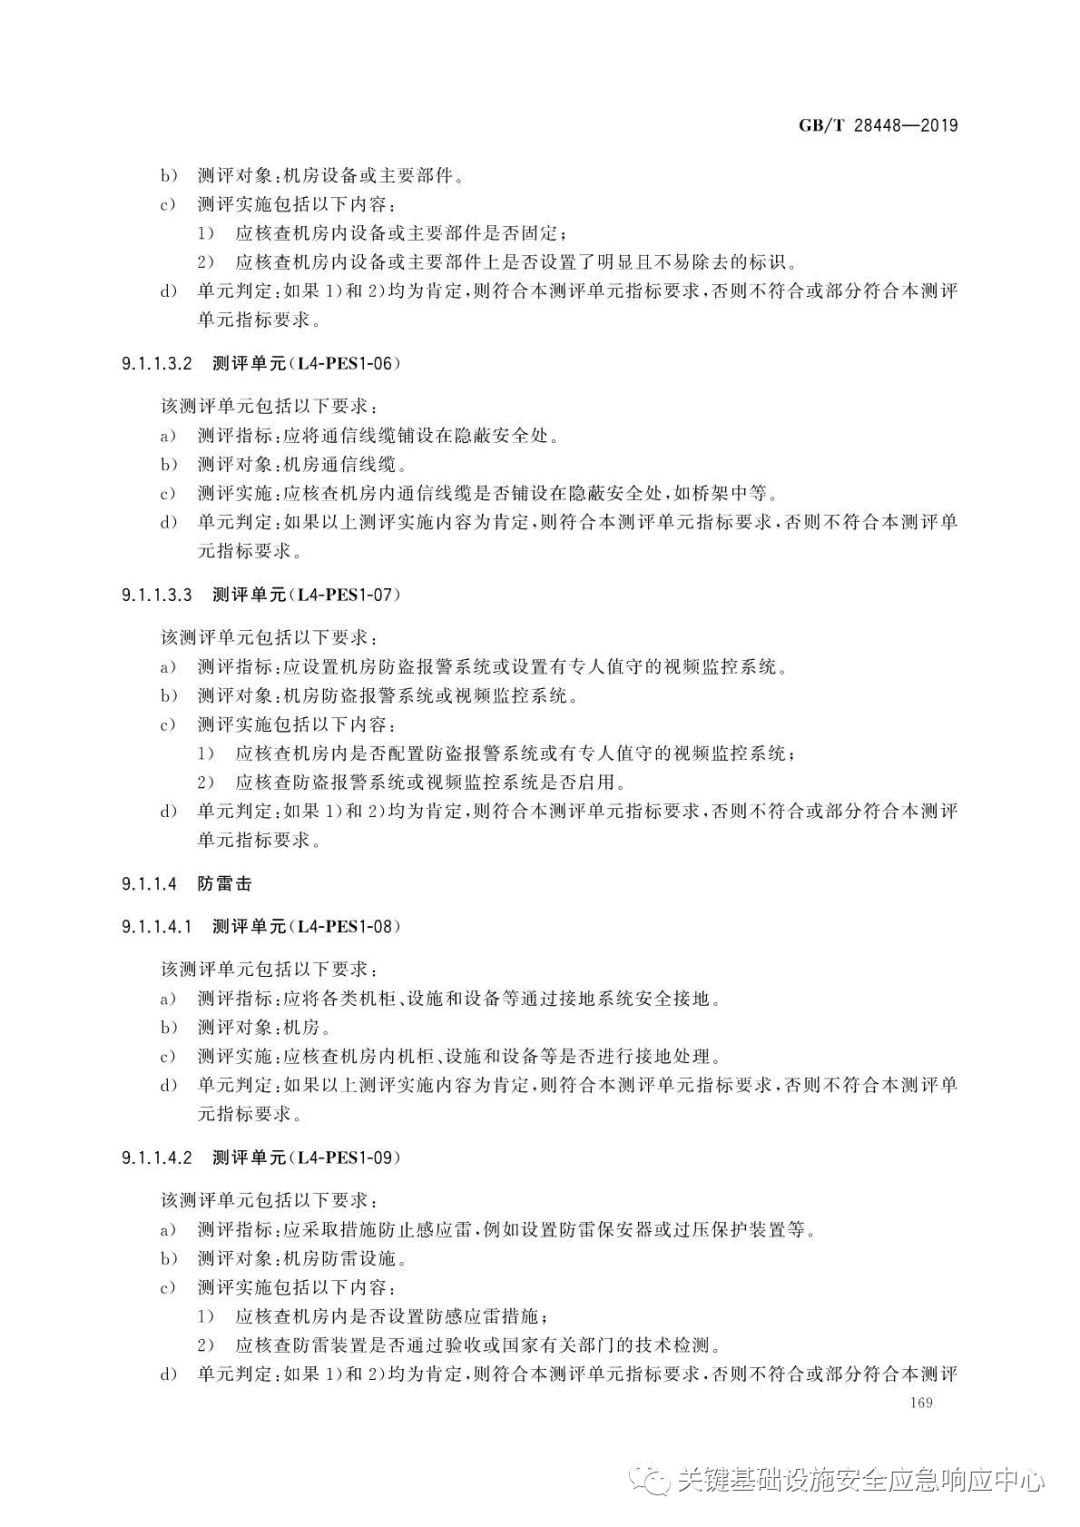 GB/T 28448—2019
b) 测评对象:机房设备或主要部件。
c) 测评实施包括以下内容:
1) 应核查机房内设备或主要部件是否固定;
2) 应核查机房内设备或主要部件上是否设置了明显且不易除去的标识。
d) 单元判定:如果 1)和 2)均为肯定,则符合本测评单元指标要求,否则不符合或部分符合本测评
单元指标要求。
9.1.1.3.2 测评单元(L4-PES1-06)
该测评单元包括以下要求:
a) 测评指标:应将通信线缆铺设在隐蔽安全处。
b) 测评对象:机房通信线缆。
c) 测评实施:应核查机房内通信线缆是否铺设在隐蔽安全处,如桥架中等。
d) 单元判定:如果以上测评实施内容为肯定,则符合本测评单元指标要求,否则不符合本测评单
元指标要求。
9.1.1.3.3 测评单元(L4-PES1-07)
该测评单元包括以下要求:
a) 测评指标:应设置机房防盗报警系统或设置有专人值守的视频监控系统。
b) 测评对象:机房防盗报警系统或视频监控系统。
c) 测评实施包括以下内容:
1) 应核查机房内是否配置防盗报警系统或有专人值守的视频监控系统;
2) 应核查防盗报警系统或视频监控系统是否启用。
d) 单元判定:如果 1)和 2)均为肯定,则符合本测评单元指标要求,否则不符合或部分符合本测评
单元指标要求。
9.1.1.4 防雷击
9.1.1.4.1 测评单元(L4-PES1-08)
该测评单元包括以下要求:
a) 测评指标:应将各类机柜、设施和设备等通过接地系统安全接地。
b) 测评对象:机房。
c) 测评实施:应核查机房内机柜、设施和设备等是否进行接地处理。
d) 单元判定:如果以上测评实施内容为肯定,则符合本测评单元指标要求,否则不符合本测评单
元指标要求。
9.1.1.4.2 测评单元(L4-PES1-09)
该测评单元包括以下要求:
a) 测评指标:应采取措施防止感应雷,例如设置防雷保安器或过压保护装置等。
b) 测评对象:机房防雷设施。
c) 测评实施包括以下内容:
1) 应核查机房内是否设置防感应雷措施;
2) 应核查防雷装置是否通过验收或国家有关部门的技术检测。
d) 单元判定:如果 1)和 2)均为肯定,则符合本测评单元指标要求,否则不符合或部分符合本测评
169
关键基础设施安全应急响应中心